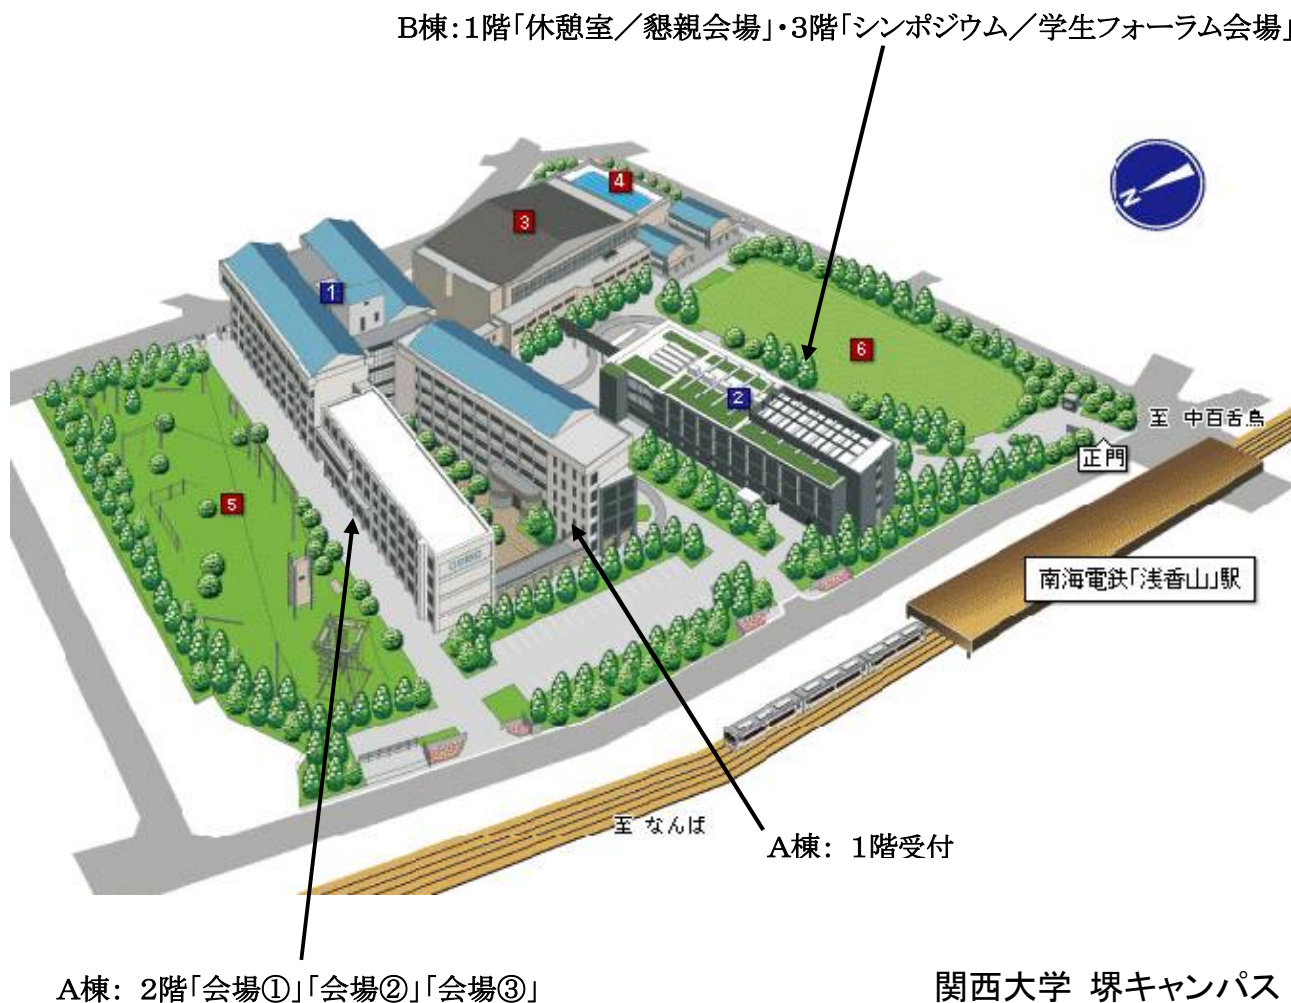 B棟:1階「休憩室／懇親会場」・3階「シンポジウム／学生フォーラム会場」
4
3
N
1
6
2
至 中百舌鳥
正門
5
南海電鉄「浅香山」駅
至 なんば
A棟: 1階受付
A棟: 2階「会場①」「会場②」「会場③」
関西大学 堺キャンパス